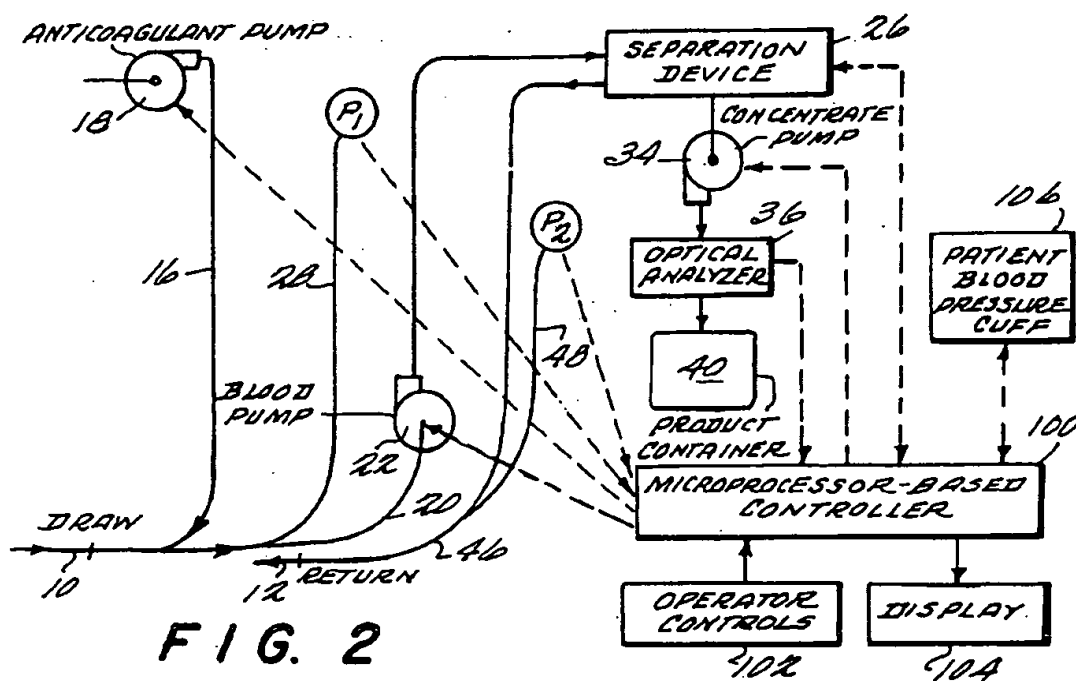 ANTICOAGULANT PUMP
18
16
P1
28
BLOOD
PUMP
22
20
DRAW
10
12
RETURN
46
48
P2
SEPARATION
DEVICE
26
CONCENTRATE
PUMP
34
OPTICAL
ANALYZER
36
40
PRODUCT
CONTAINER
106
PATIENT
BLOOD
PRESSURE
CUFF
100
MICROPROCESSOR-BASED
CONTROLLER
OPERATOR
CONTROLS
102
DISPLAY
104
FIG. 2